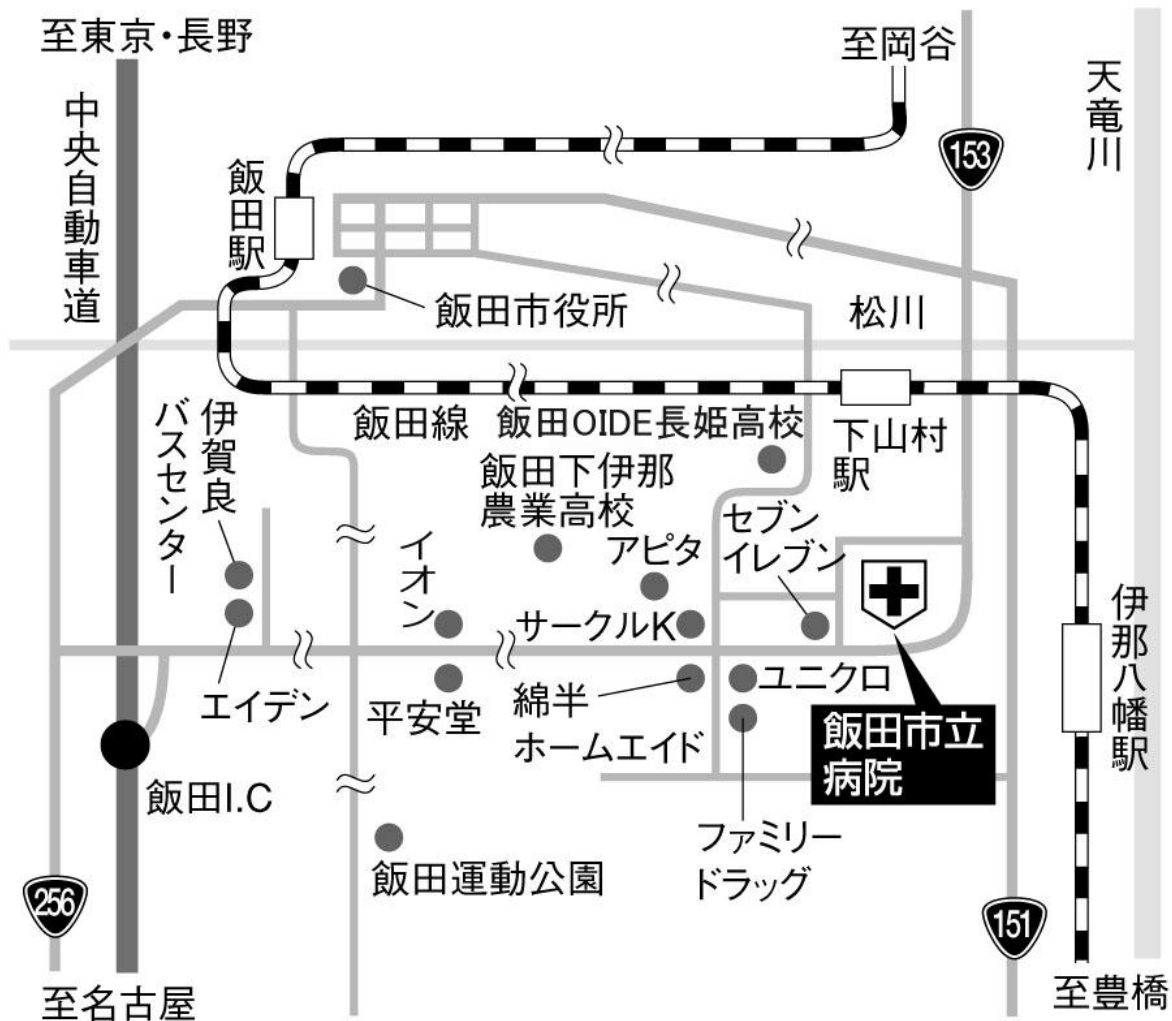 至東京・長野
至岡谷
中央自動車道
天竜川
153
飯田駅
飯田市役所
松川
飯田線
飯田OIDE長姫高校
下山村
駅
伊賀良
バスセンター
飯田下伊那
農業高校
セブン
イレブン
イオン
アピタ
サークルK
伊那八幡駅
エイデン
平安堂
綿半
ホームエイド
ユニクロ
飯田市立
病院
飯田I.C
ファミリー
ドラッグ
飯田運動公園
256
151
至名古屋
至豊橋